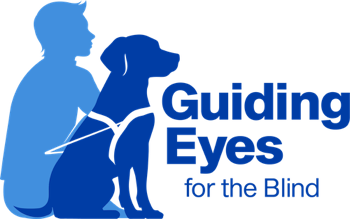 Guiding
Eyes
for the Blind